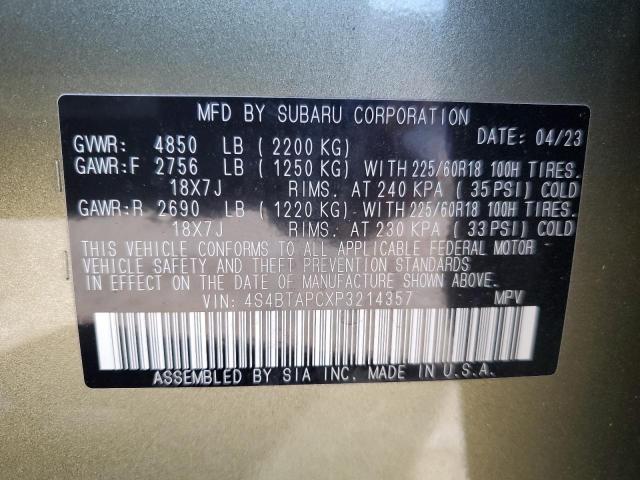 MFD BY SUBARU CORPORATION
DATE: 04/23
GVWR: 4850 LB (2200 KG)
GAWR:F 2756 LB (1250 KG) WITH 225/60R18 100H TIRES.
18X7J RIMS. AT 240 KPA (35 PSI) COLD
GAWR:R 2690 LB (1220 KG) WITH 225/60R18 100H TIRES.
18X7J RIMS. AT 230 KPA (33 PSI) COLD
THIS VEHICLE CONFORMS TO ALL APPLICABLE FEDERAL MOTOR
VEHICLE SAFETY AND THEFT PREVENTION STANDARDS
IN EFFECT ON THE DATE OF MANUFACTURE SHOWN ABOVE.
VIN: 4S4BTAPCXP3214357 MPV
ASSEMBLED BY SIA INC. MADE IN U.S.A.